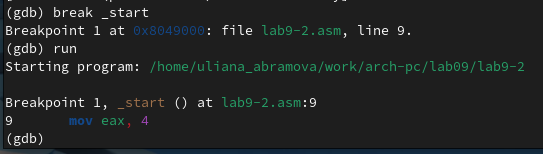 (gdb) break _start
Breakpoint 1 at 0x8049000: file lab9-2.asm, line 9.
(gdb) run
Starting program: /home/uliana_abramova/work/arch-pc/lab09/lab9-2

Breakpoint 1, _start () at lab9-2.asm:9
9       mov eax, 4
(gdb)